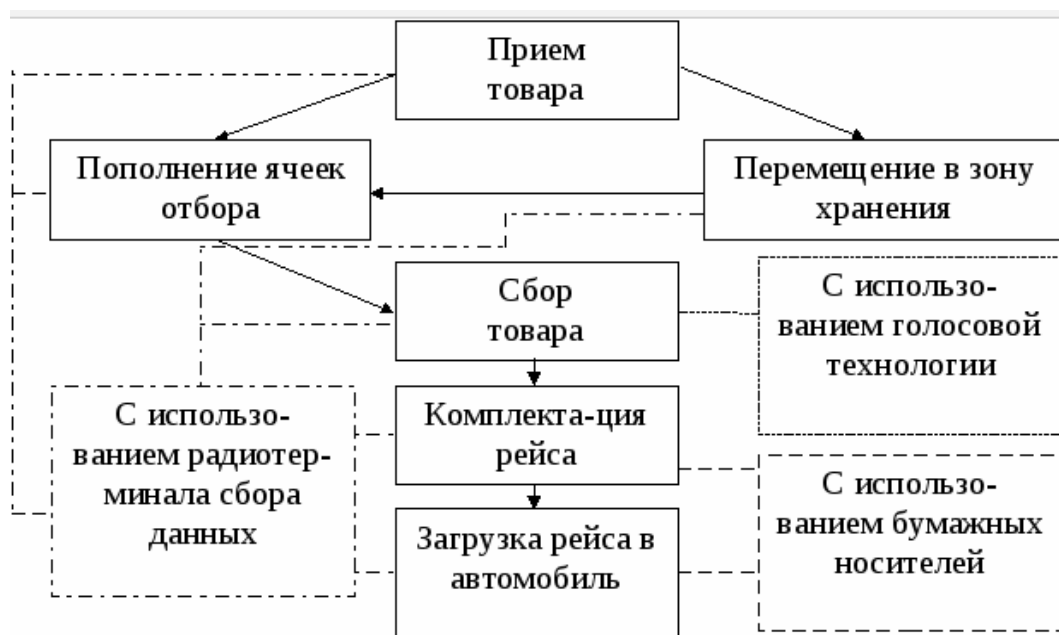 Прием
товара
Пополнение ячеек
отбора
Перемещение в зону
хранения
Сбор
товара
С использо-
ванием голосовой
технологии
С использо-
ванием радиотер-
минала сбора
данных
Комплекта-ция
рейса
С использо-
ванием бумажных
носителей
Загрузка рейса в
автомобиль